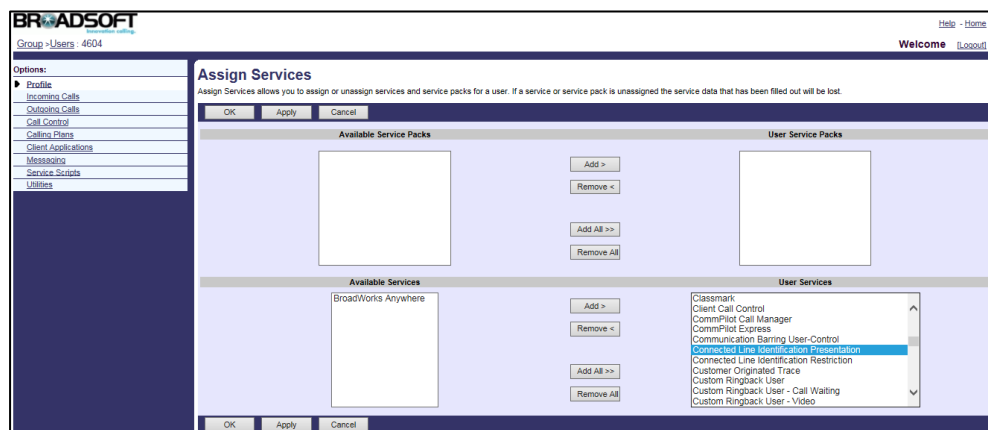 BROADSOFT
innovation calling.
Help - Home
Group >Users : 4604
Welcome [Logout]
Options:
Profile
Incoming Calls
Outgoing Calls
Call Control
Calling Plans
Client Applications
Messaging
Service Scripts
Utilities
Assign Services
Assign Services allows you to assign or unassign services and service packs for a user. If a service or service pack is unassigned the service data that has been filled out will be lost.
OK Apply Cancel
Available Service Packs
User Service Packs
Add >
Remove <
Add All >>
Remove All
Available Services
User Services
BroadWorks Anywhere
Add >
Remove <
Add All >>
Remove All
Classmark
Client Call Control
CommPilot Call Manager
CommPilot Express
Communication Barring User-Control
Connected Line Identification Presentation
Connected Line Identification Restriction
Customer Originated Trace
Custom Ringback User
Custom Ringback User - Call Waiting
Custom Ringback User - Video
OK Apply Cancel